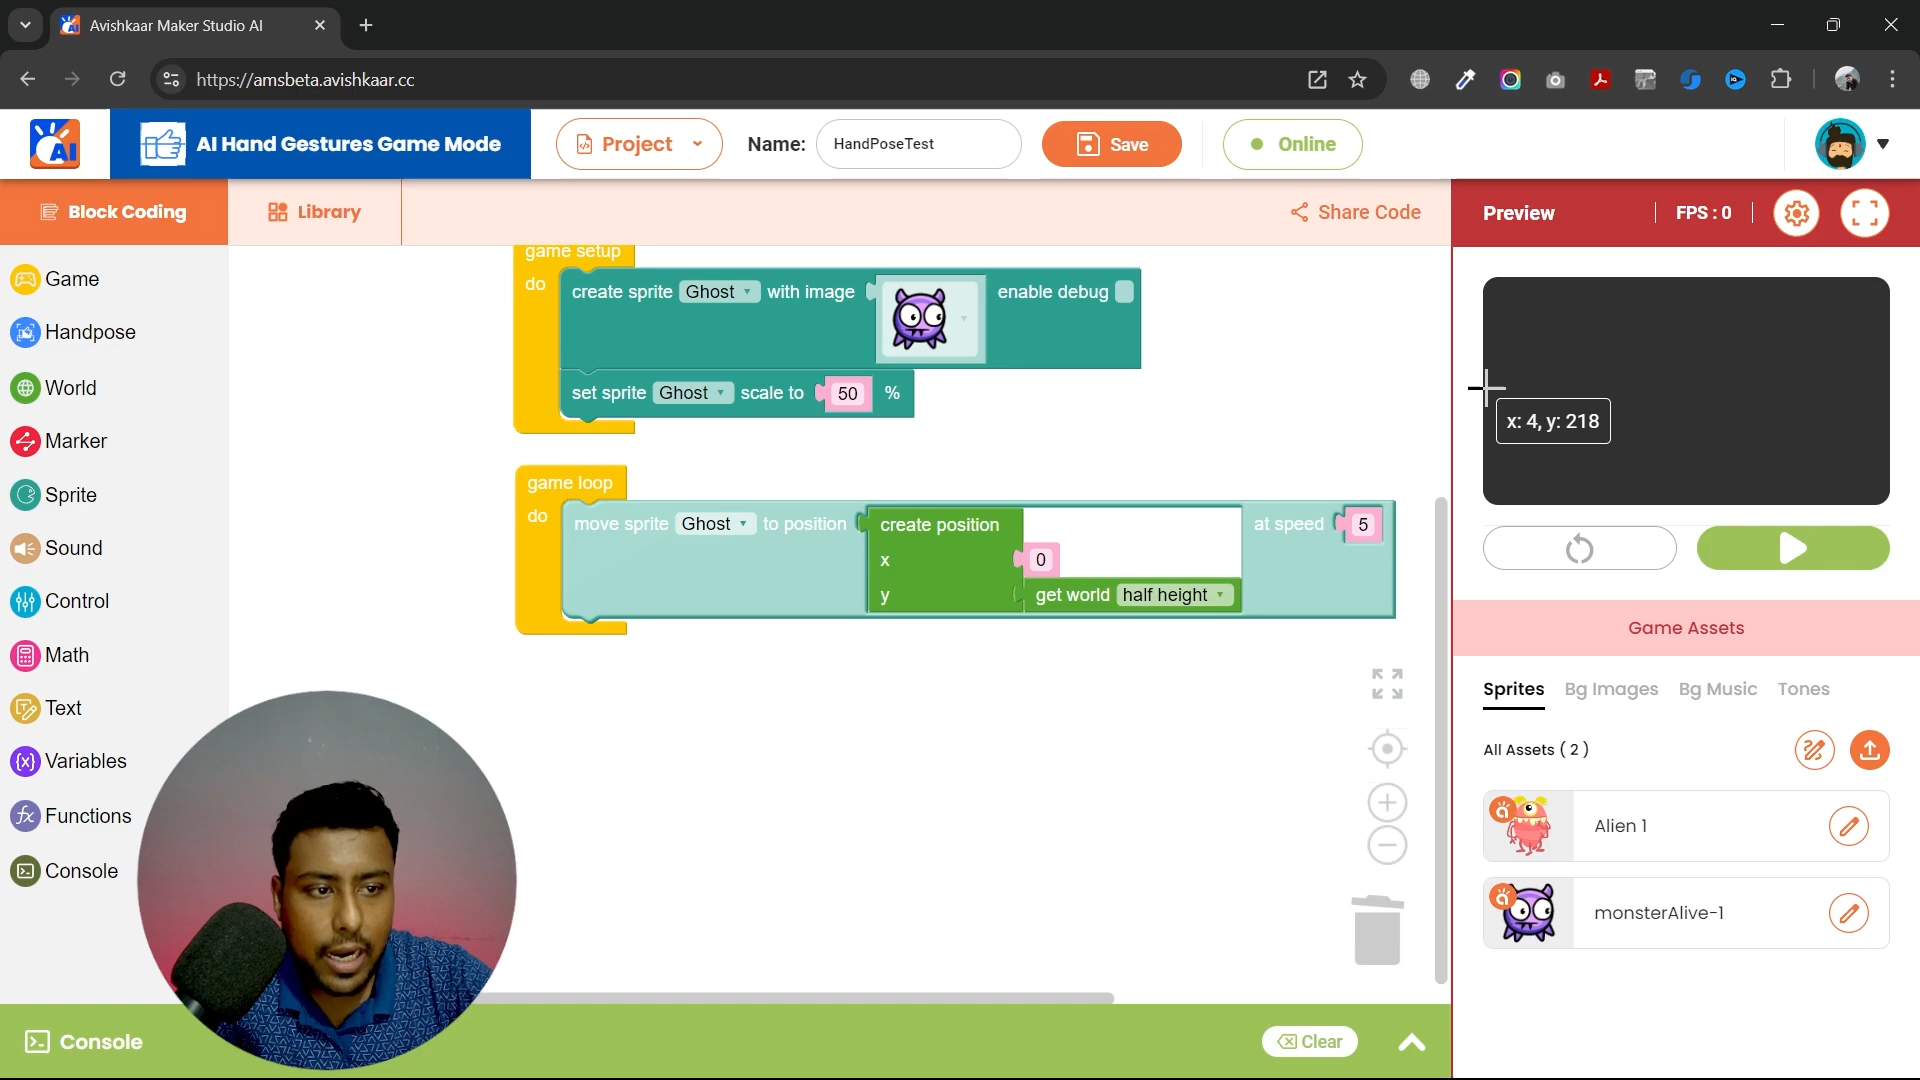 Avishkaar Maker Studio AI
https://amsbeta.avishkaar.cc
AI
AI Hand Gestures Game Mode
Project
Name:
HandPoseTest
Save
Online
Block Coding
Library
Share Code
Preview
FPS : 0
Game
Handpose
World
Marker
Sprite
Sound
Control
Math
Text
Variables
Functions
Console
game setup
do
create sprite Ghost with image
enable debug
set sprite Ghost scale to 50 %
game loop
do
move sprite Ghost to position
create position
x
0
y
get world half height
at speed 5
x: 4, y: 218
Game Assets
Sprites
Bg Images
Bg Music
Tones
All Assets ( 2 )
Alien 1
monsterAlive-1
Console
Clear